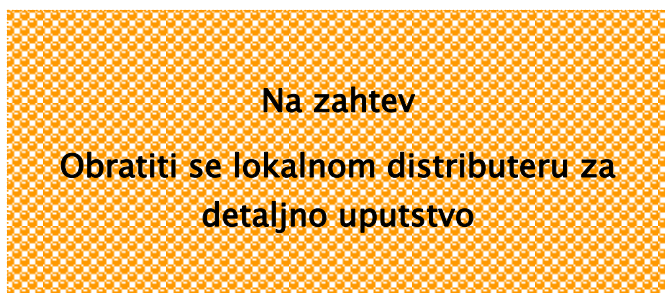 Na zahtev
Obratiti se lokalnom distributeru za
detaljno uputstvo